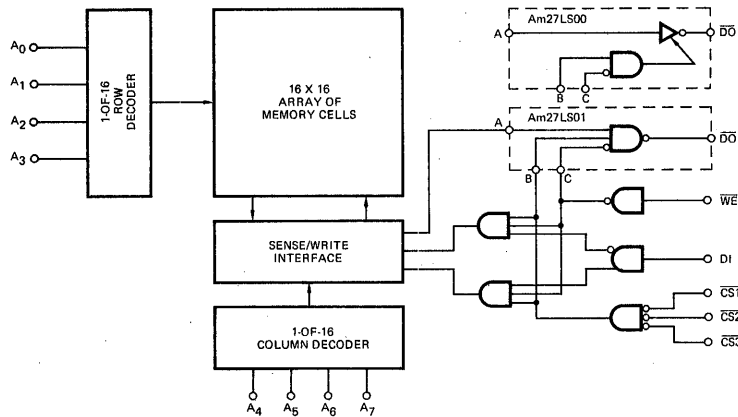 Am27LS00
A
DO
B
C
A0
A1
A2
A3
1-OF-16
ROW
DECODER
16 X 16
ARRAY OF
MEMORY CELLS
Am27LS01
A
DO
B
C
WE
SENSE/WRITE
INTERFACE
DI
CS1
CS2
CS3
1-OF-16
COLUMN DECODER
A4
A5
A6
A7